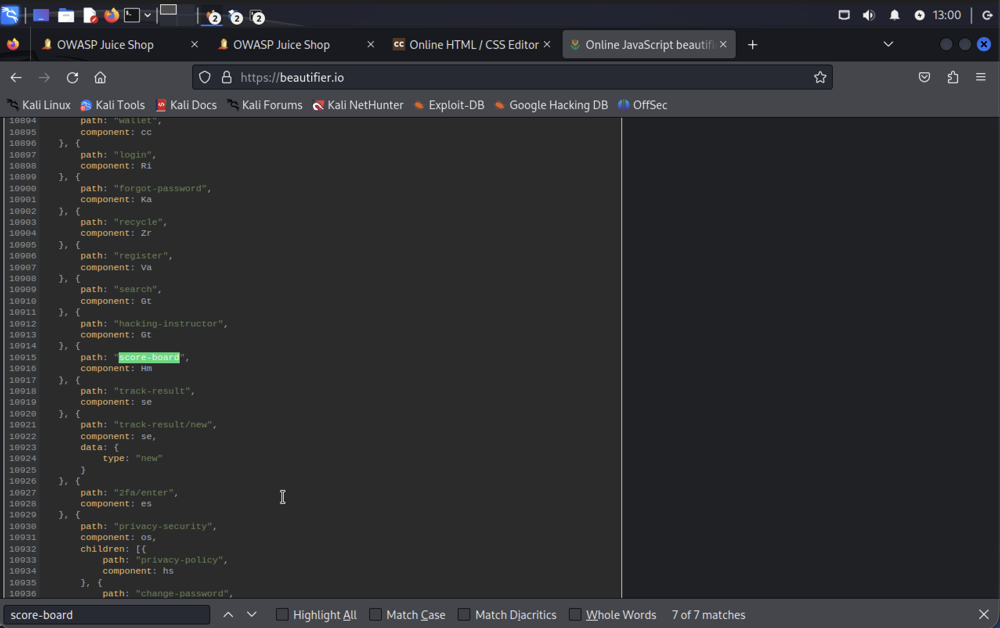 2 2 2 13:00
OWASP Juice Shop OWASP Juice Shop CC Online HTML / CSS Editor Online JavaScript beautifi
https://beautifier.io
Kali Linux Kali Tools Kali Docs Kali Forums Kali NetHunter Exploit-DB Google Hacking DB OffSec
10894 path: "wallet",
10895 component: cc
10896 }, {
10897 path: "login",
10898 component: Ri
10899 }, {
10900 path: "forgot-password",
10901 component: Ka
10902 }, {
10903 path: "recycle",
10904 component: Zr
10905 }, {
10906 path: "register",
10907 component: Va
10908 }, {
10909 path: "search",
10910 component: Gt
10911 }, {
10912 path: "hacking-instructor",
10913 component: Gt
10914 }, {
10915 path: "score-board",
10916 component: Hm
10917 }, {
10918 path: "track-result",
10919 component: se
10920 }, {
10921 path: "track-result/new",
10922 component: se,
10923 data: {
10924 type: "new"
10925 }
10926 }, {
10927 path: "2fa/enter",
10928 component: es
10929 }, {
10930 path: "privacy-security",
10931 component: os,
10932 children: [{
10933 path: "privacy-policy",
10934 component: hs
10935 }, {
10936 path: "change-password",
score-board Highlight All Match Case Match Diacritics Whole Words 7 of 7 matches